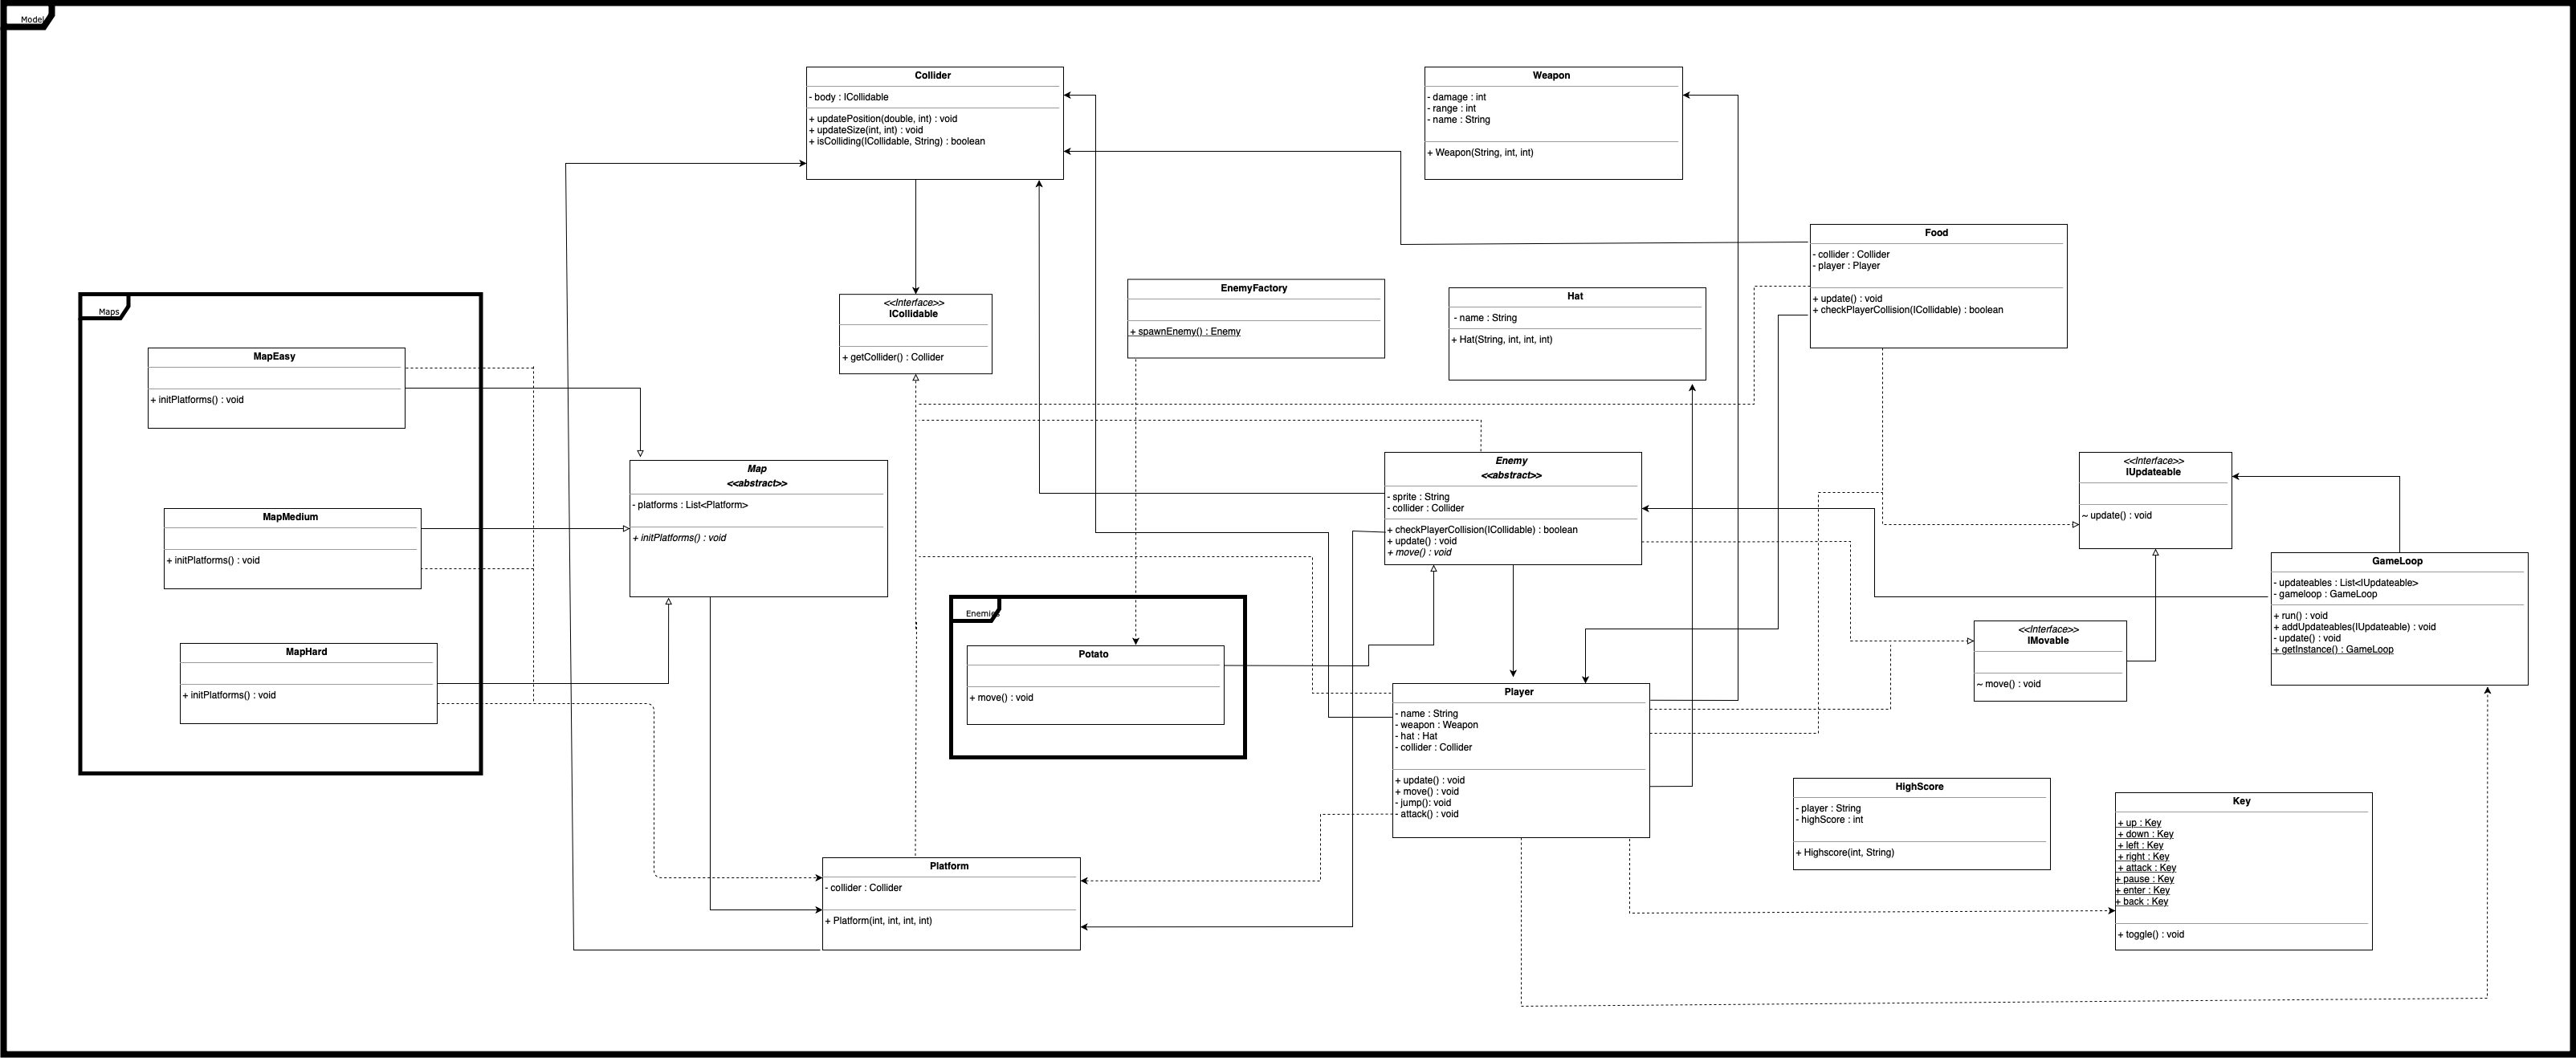 Model
Collider
- body : ICollidable
+ updatePosition(double, int) : void
+ updateSize(int, int) : void
+ isColliding(ICollidable, String) : boolean
Weapon
- damage : int
- range : int
- name : String
+ Weapon(String, int, int)
Food
- collider : Collider
- player : Player
+ update() : void
+ checkPlayerCollision(ICollidable) : boolean
<<Interface>>
ICollidable
+ getCollider() : Collider
EnemyFactory
+ spawnEnemy() : Enemy
Hat
- name : String
+ Hat(String, int, int, int)
Maps
MapEasy
+ initPlatforms() : void
MapMedium
+ initPlatforms() : void
MapHard
+ initPlatforms() : void
Map
<<abstract>>
- platforms : List<Platform>
+ initPlatforms() : void
Enemy
<<abstract>>
- sprite : String
- collider : Collider
+ checkPlayerCollision(ICollidable) : boolean
+ update() : void
+ move() : void
<<Interface>>
IUpdateable
~ update() : void
GameLoop
- updateables : List<IUpdateable>
- gameloop : GameLoop
+ run() : void
+ addUpdateables(IUpdateable) : void
- update() : void
+ getInstance() : GameLoop
Enemies
Potato
+ move() : void
<<Interface>>
IMovable
~ move() : void
Player
- name : String
- weapon : Weapon
- hat : Hat
- collider : Collider
+ update() : void
+ move() : void
- jump(): void
- attack() : void
HighScore
- player : String
- highScore : int
+ Highscore(int, String)
Key
+ up : Key
+ down : Key
+ left : Key
+ right : Key
+ attack : Key
+ pause : Key
+ enter : Key
+ back : Key
+ toggle() : void
Platform
- collider : Collider
+ Platform(int, int, int, int)